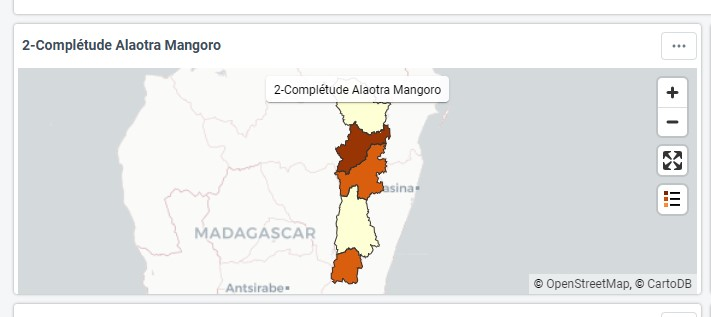 2-Complétude Alaotra Mangoro
...
2-Complétude Alaotra Mangoro
+
asina
−
MADAGASCAR
Antsirabe
© OpenStreetMap, © CartoDB